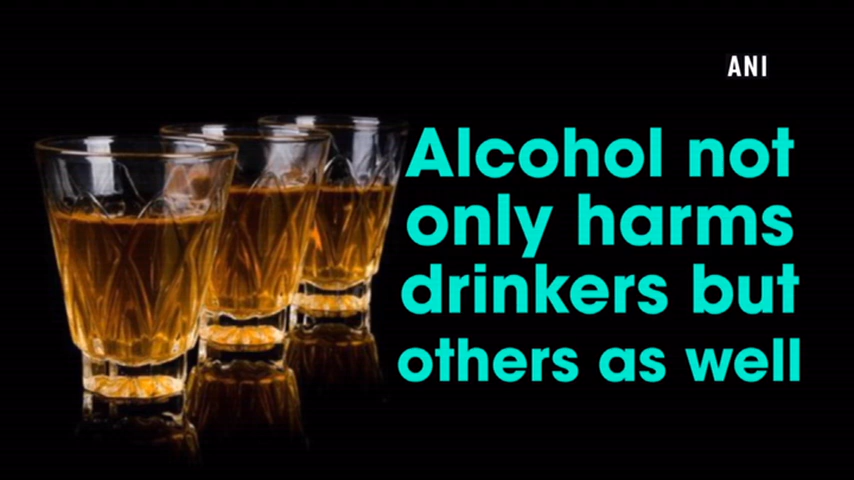 ANI
Alcohol not
only harms
drinkers but
others as well